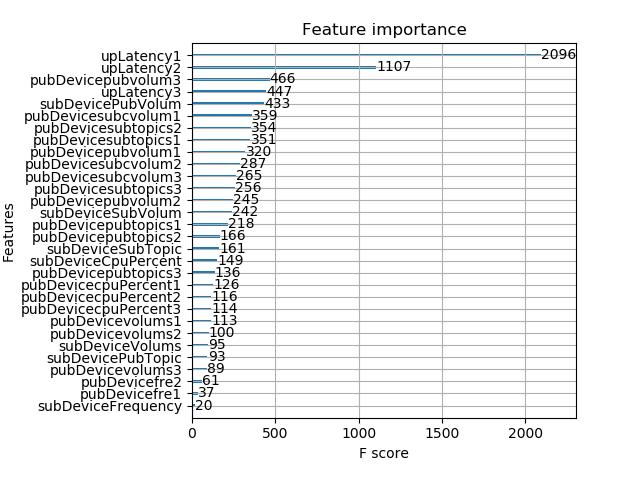 Feature importance
upLatency1 2096
upLatency2 1107
pubDevicepubvolum3 466
upLatency3 447
subDevicePubVolum 433
pubDevicesubcvolum1 359
pubDevicesubtopics2 354
pubDevicesubtopics1 351
pubDevicepubvolum1 320
pubDevicesubcvolum2 287
pubDevicesubcvolum3 265
pubDevicesubtopics3 256
pubDevicepubvolum2 245
subDeviceSubVolum 242
pubDevicepubtopics1 218
pubDevicepubtopics2 166
subDeviceSubTopic 161
subDeviceCpuPercent 149
pubDevicepubtopics3 136
pubDevicecpuPercent1 126
pubDevicecpuPercent2 116
pubDevicecpuPercent3 114
pubDevicevolums1 113
pubDevicevolums2 100
subDeviceVolums 95
subDevicePubTopic 93
pubDevicevolums3 89
pubDevicefre2 61
pubDevicefre1 37
subDeviceFrequency 20
Features
0 500 1000 1500 2000
F score